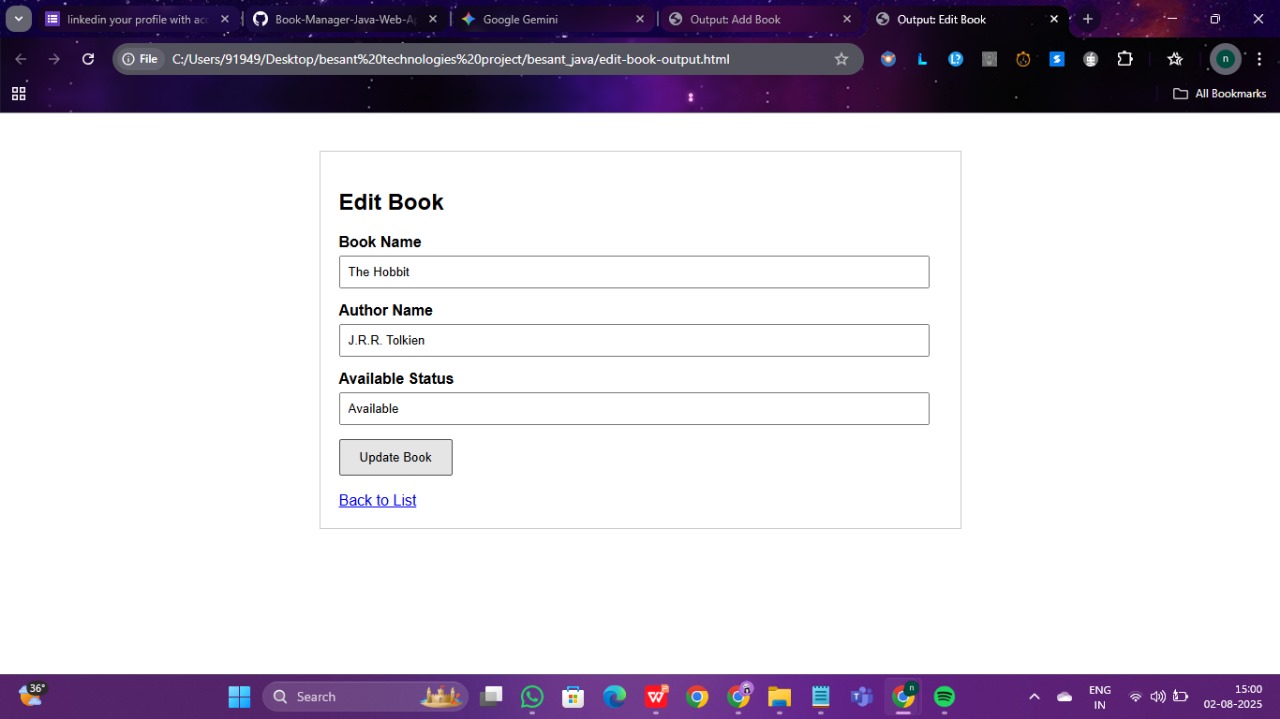 linkedin your profile with acc
Book-Manager-Java-Web-Ap
Google Gemini
Output: Add Book
Output: Edit Book
File
C:/Users/91949/Desktop/besant%20technologies%20project/besant_java/edit-book-output.html
n
All Bookmarks
Edit Book
Book Name
The Hobbit
Author Name
J.R.R. Tolkien
Available Status
Available
Update Book
Back to List
36°
Search
ENG
IN
15:00
02-08-2025